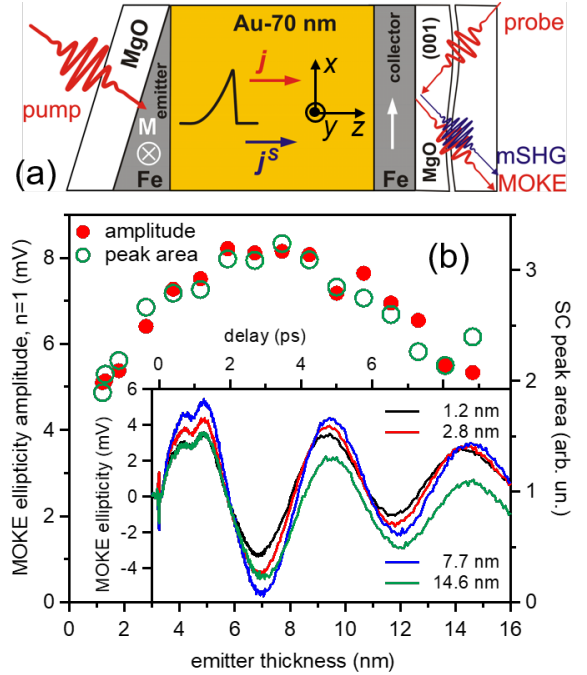 MgO
Au-70 nm
(001)
probe
emitter
j
x
collector
pump
M
y
z
j^S
mSHG
(a)
Fe
Fe
MgO
MOKE
amplitude
peak area
(b)
MOKE ellipticity amplitude, n=1 (mV)
8
6
4
2
0
SC peak area (arb. un.)
3
2
1
0
delay (ps)
0 2 4 6 8
MOKE ellipticity (mV)
6
4
2
0
-2
-4
1.2 nm
2.8 nm
7.7 nm
14.6 nm
0 2 4 6 8 10 12 14 16
emitter thickness (nm)